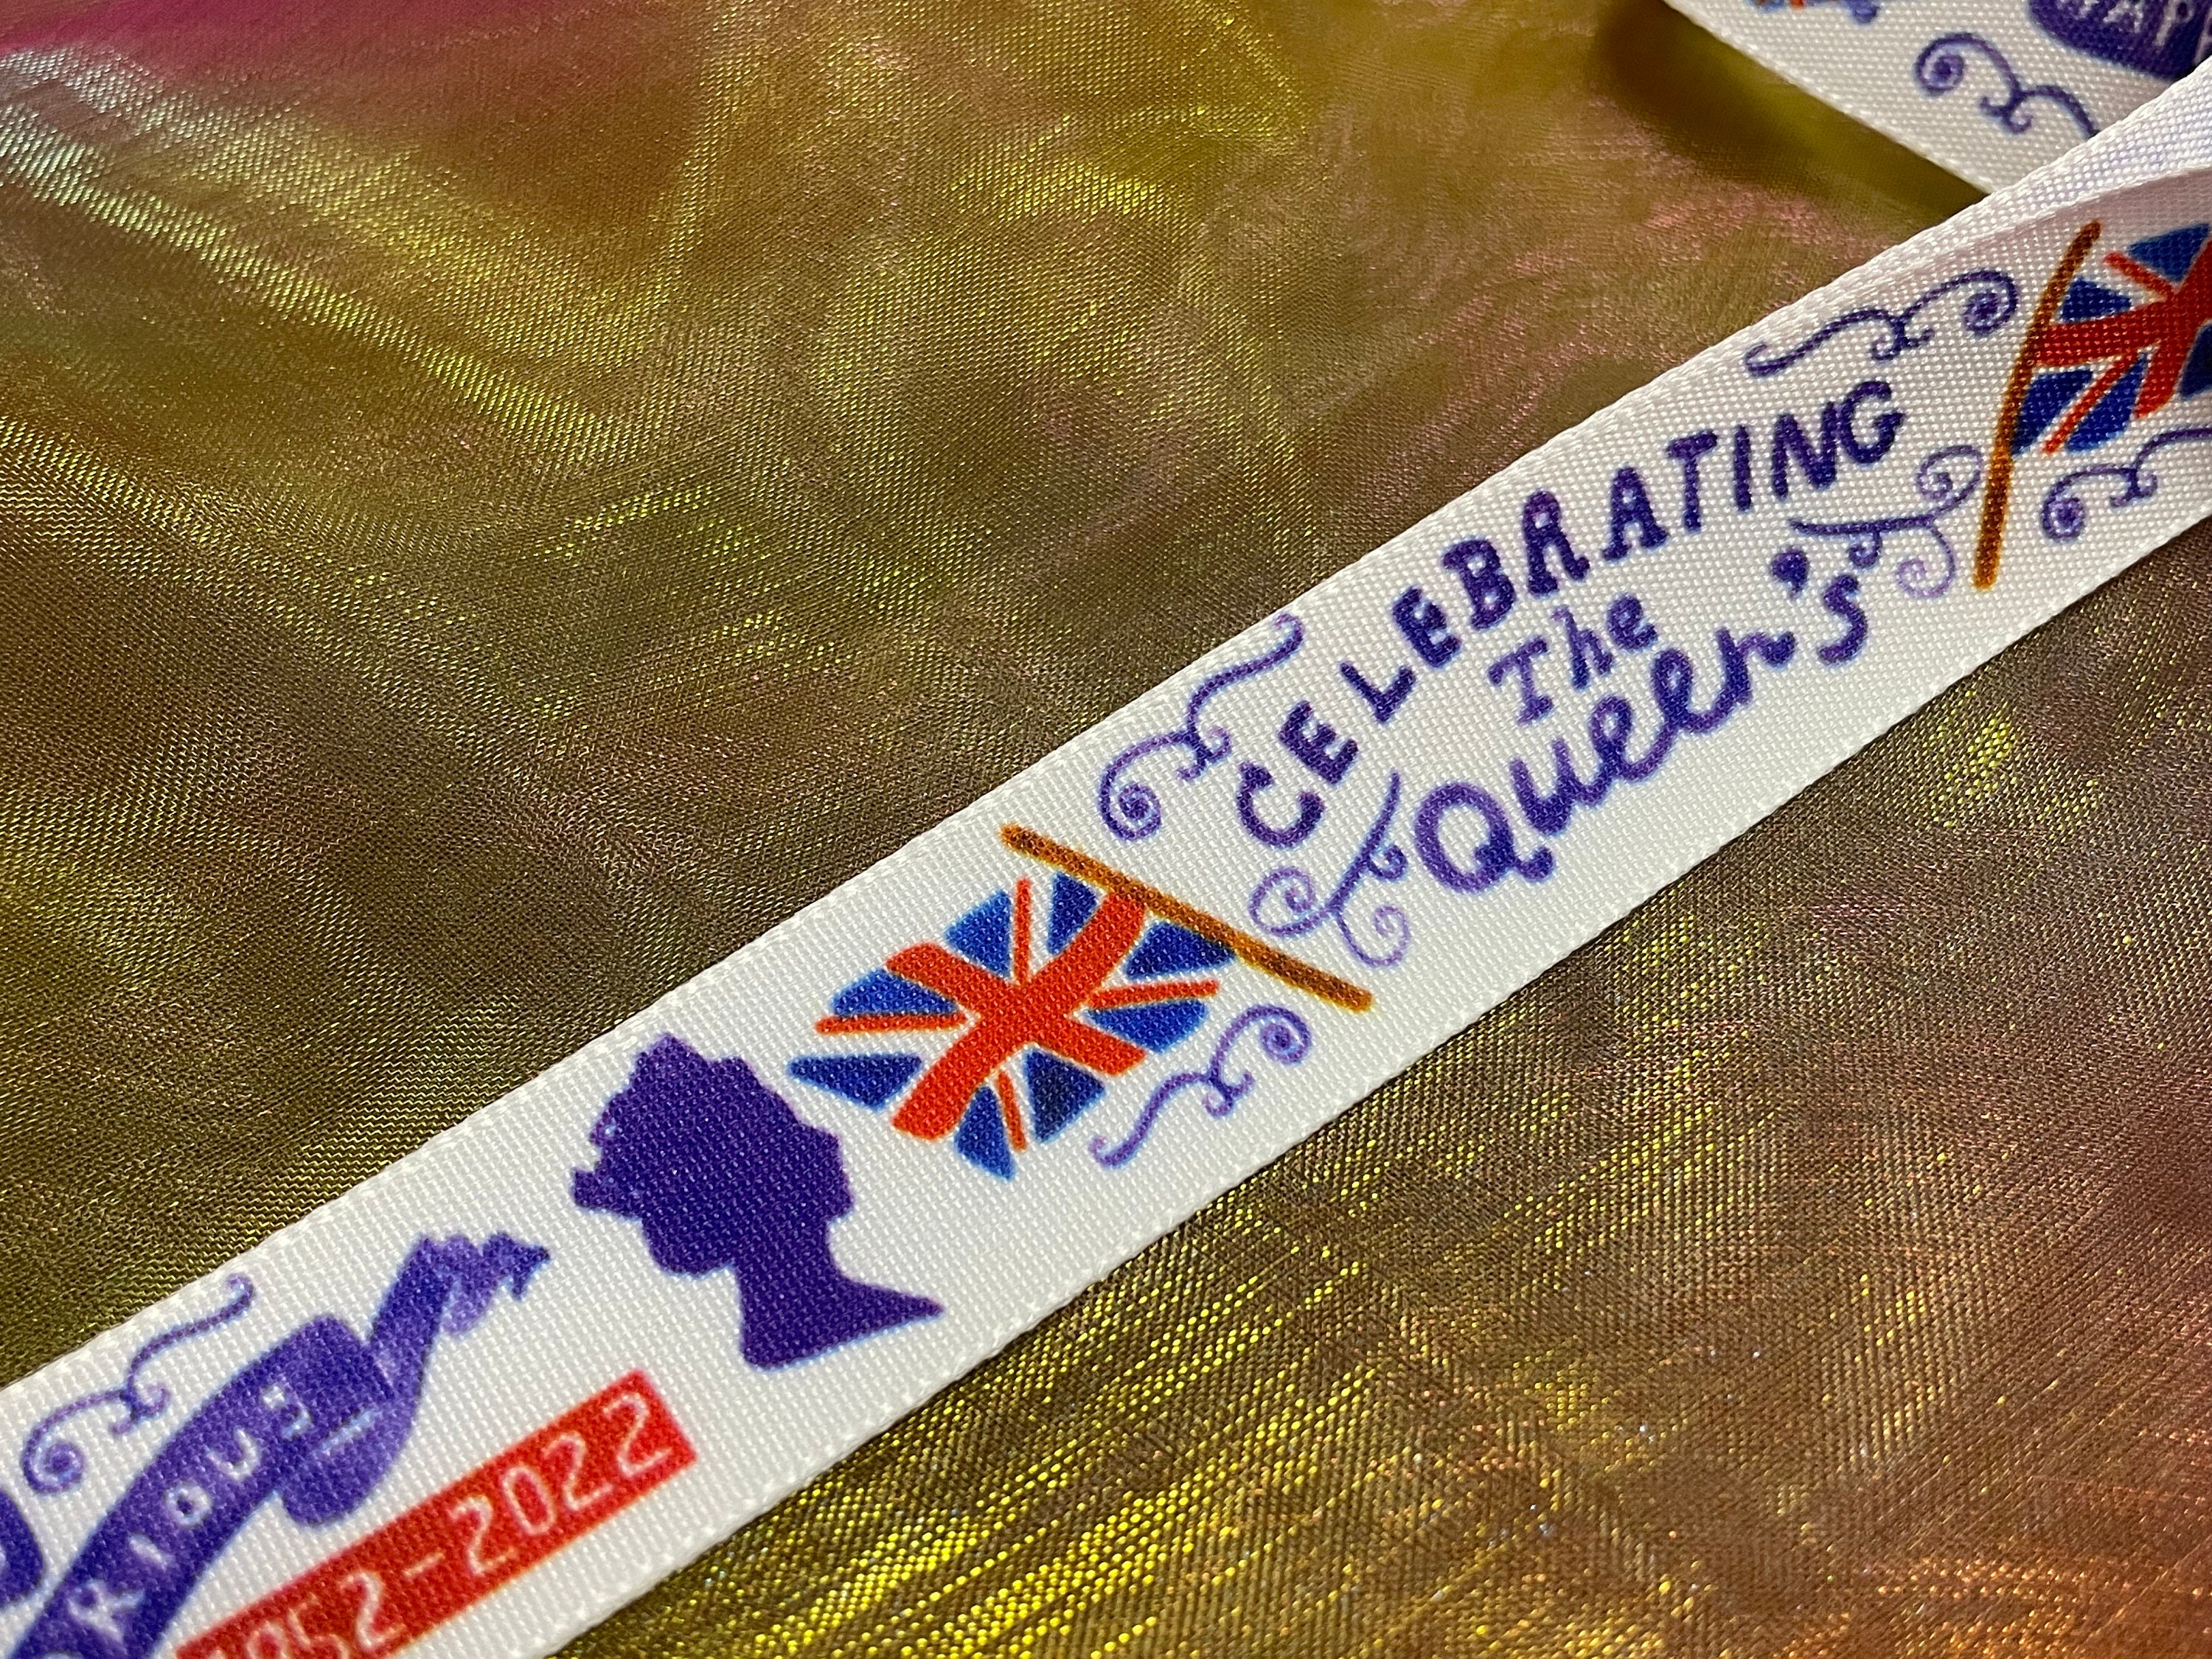 CELEBRATING
The
Queen's
1952-2022